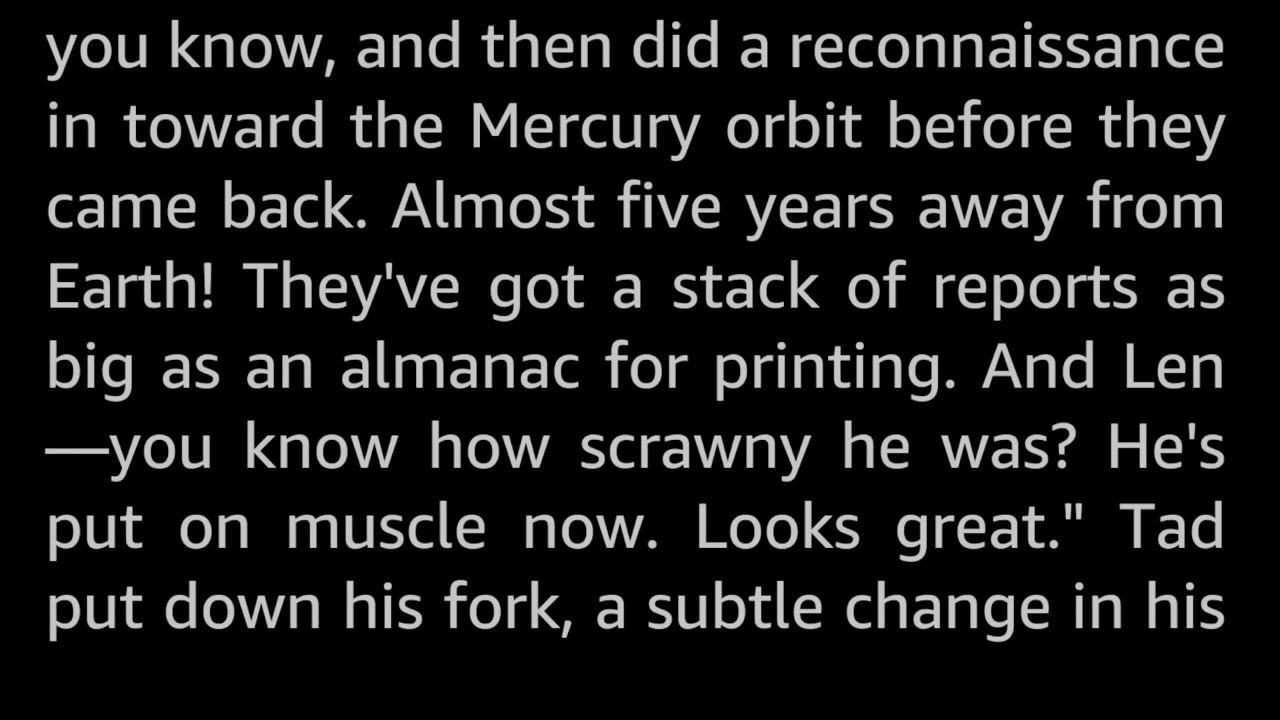 you know, and then did a reconnaissance
in toward the Mercury orbit before they
came back. Almost five years away from
Earth! They've got a stack of reports as
big as an almanac for printing. And Len
—you know how scrawny he was? He's
put on muscle now. Looks great." Tad
put down his fork, a subtle change in his